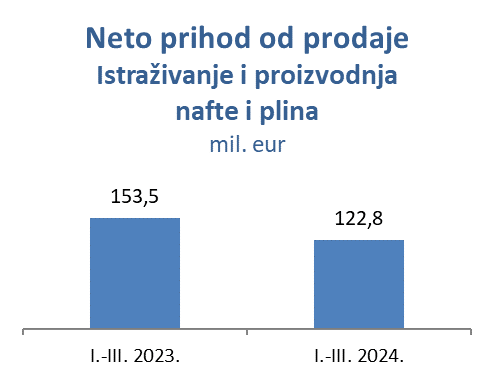 Neto prihod od prodaje
Istraživanje i proizvodnja
nafte i plina
mil. eur
153,5
122,8
I.-III. 2023.
I.-III. 2024.